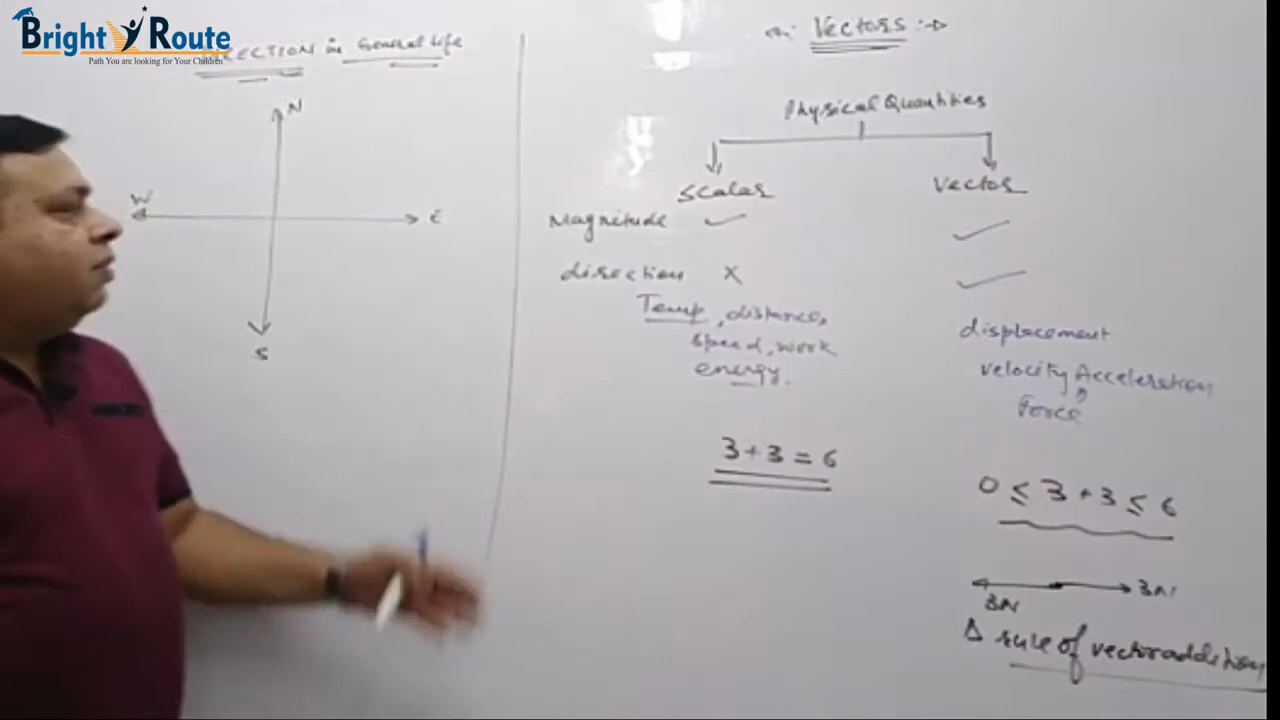 Bright Route
Path You are looking for Your Children
DIRECTION in General Life
N
W
E
S
Vectors :→
Physical Quantities
Scalar Vector
Magnitude ✓ ✓
direction X ✓
Temp, distance,
speed, work
energy.
displacement
velocity, Acceleration
Force
3+3=6
0 ≤ 3+3 ≤ 6
3N 3N
Δ rule of vector addition